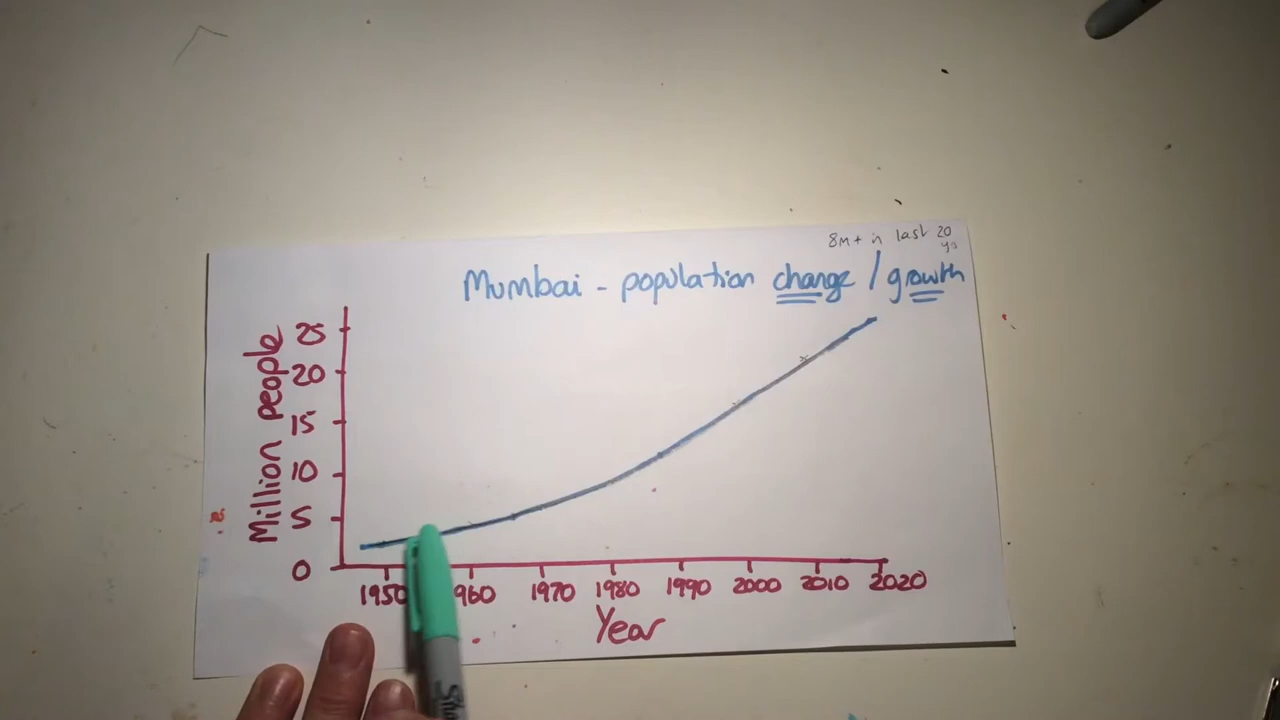 8M+ in last 20
yrs
Mumbai - population change / growth
Million people
25
20
15
10
5
0
1950 960 1970 1980 1990 2000 2010 2020
Year
Sha